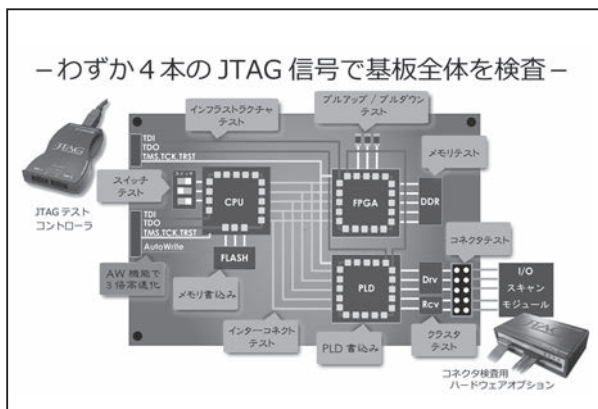 −わずか４本の JTAG 信号で基板全体を検査−
インフラストラクチャ
テスト
プルアップ / プルダウン
テスト
メモリテスト
TDI
TDO
TMS,TCK,TRST
JTAG
スイッチ
テスト
スイッチ
CPU
FPGA
DDR
JTAG テスト
コントローラ
TDI
TDO
TMS,TCK,TRST
AutoWrite
FLASH
コネクタテスト
AW 機能で
３倍高速化
メモリ書込み
PLD
Drv
Rcv
I/O
スキャン
モジュール
インターコネクト
テスト
PLD 書込み
クラスタ
テスト
JTAG
コネクタ検査用
ハードウェアオプション